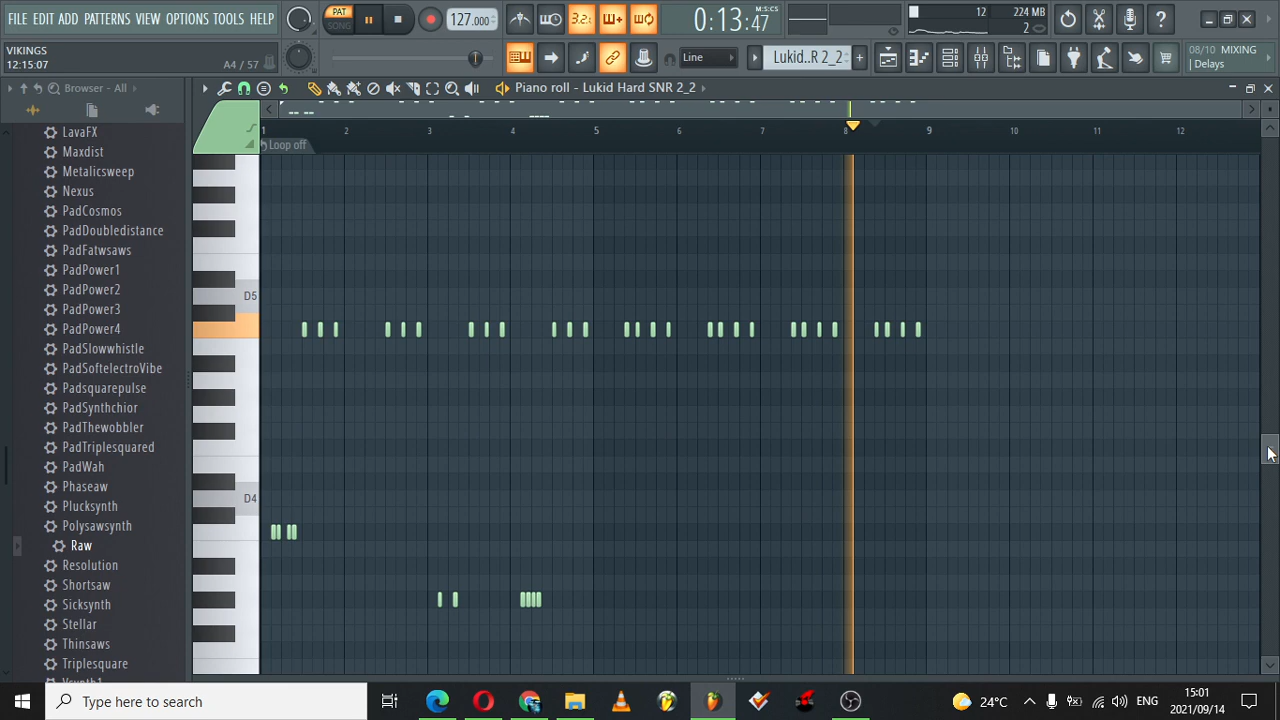 FILE EDIT ADD PATTERNS VIEW OPTIONS TOOLS HELP
PAT
SONG
127.000
3.2
0:13:47
M:S:CS
12
224 MB
2
VIKINGS
12:15:07
A4 / 57
Line
Lukid..R 2_2
08/10 MIXING
| Delays
Browser - All
Piano roll - Lukid Hard SNR 2_2
LavaFX
Maxdist
Metalicsweep
Nexus
PadCosmos
PadDoubledistance
PadFatwsaws
PadPower1
PadPower2
PadPower3
PadPower4
PadSlowwhistle
PadSoftelectroVibe
Padsquarepulse
PadSynthchior
PadThewobbler
PadTriplesquared
PadWah
Phaseaw
Plucksynth
Polysawsynth
Raw
Resolution
Shortsaw
Sicksynth
Stellar
Thinsaws
Triplesquare
Vsynth1
1 2 3 4 5 6 7 8 9 10 11 12
Loop off
D5
D4
Type here to search
24°C
ENG
15:01
2021/09/14